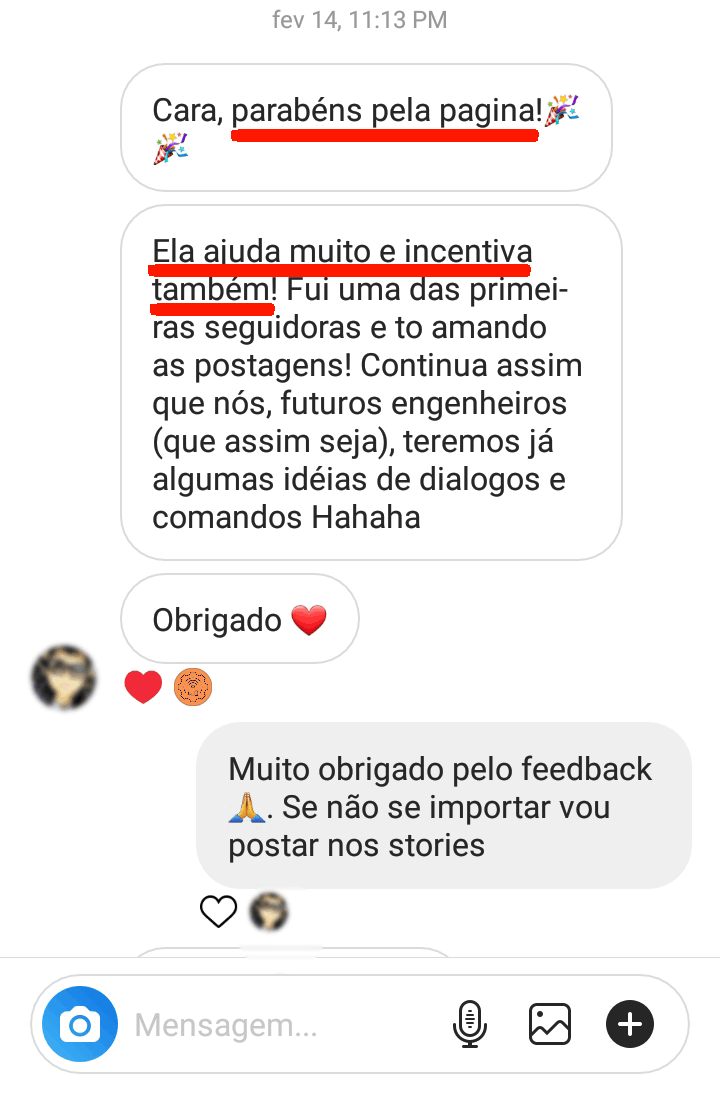 fev 14, 11:13 PM
Cara, parabéns pela pagina!🎉
🎉
Ela ajuda muito e incentiva
também! Fui uma das primei-
ras seguidoras e to amando
as postagens! Continua assim
que nós, futuros engenheiros
(que assim seja), teremos já
algumas idéias de dialogos e
comandos Hahaha
Obrigado ❤️
Muito obrigado pelo feedback
🙏. Se não se importar vou
postar nos stories
Mensagem...